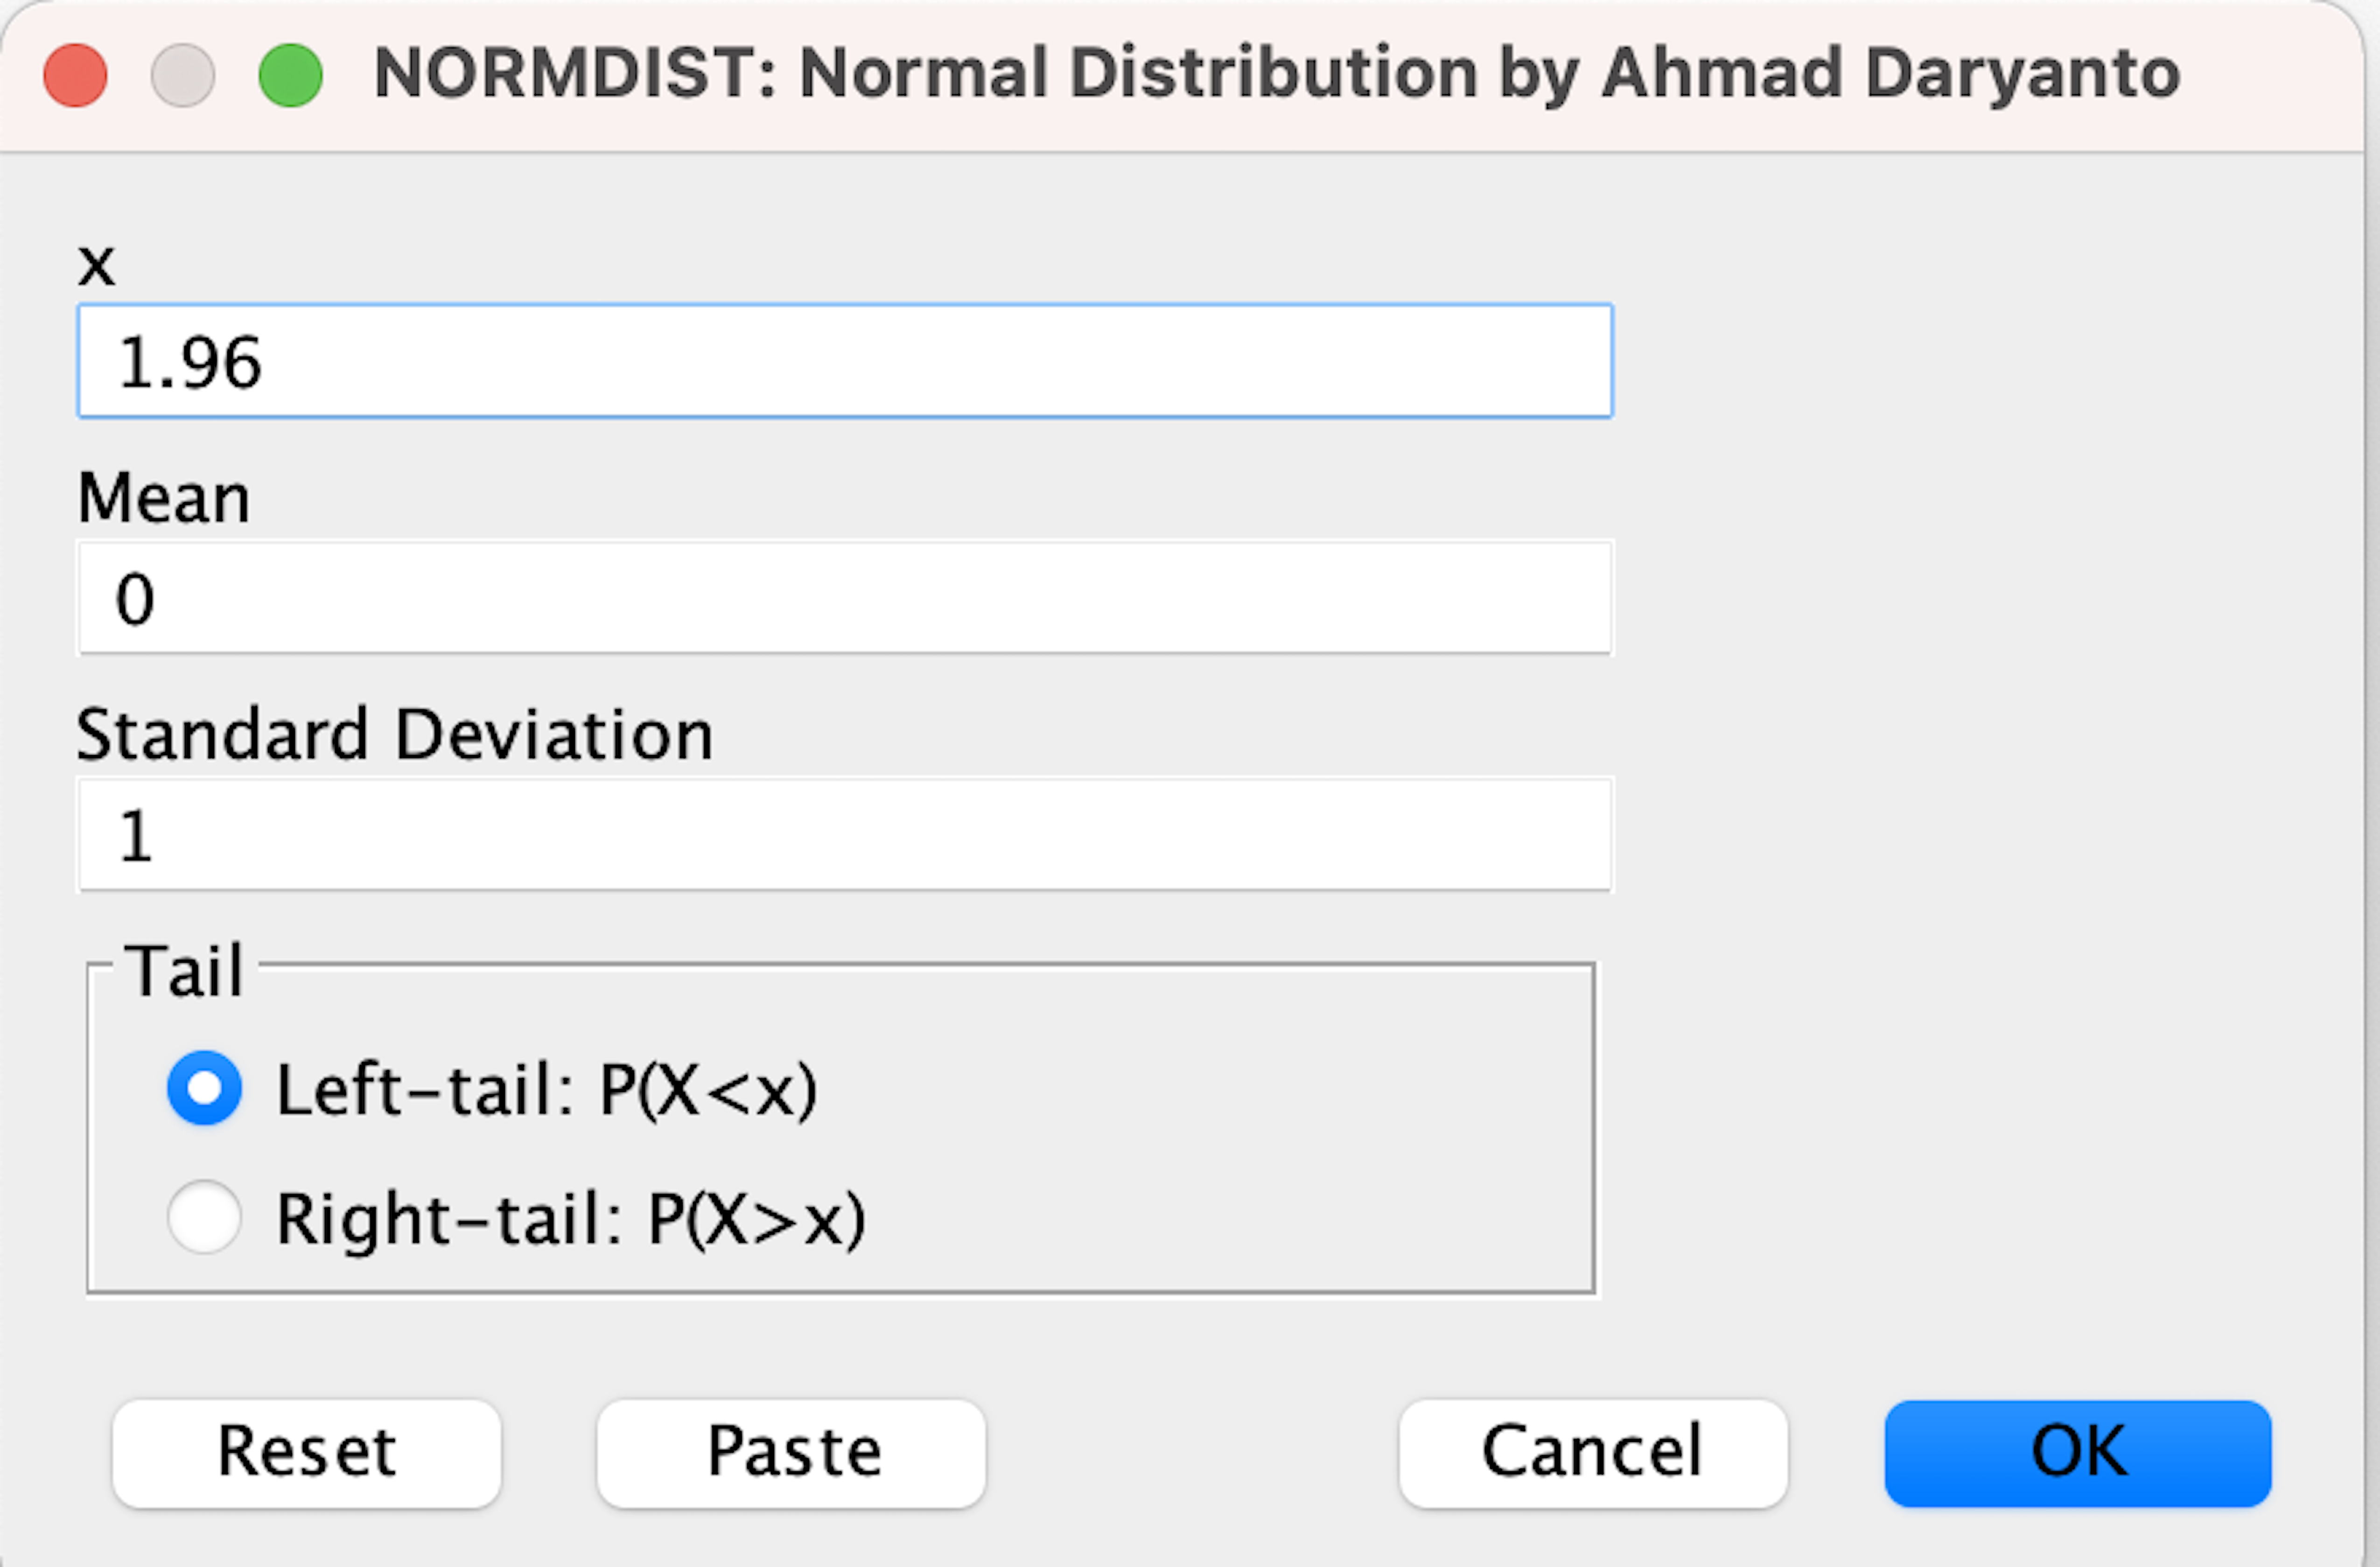 NORMDIST: Normal Distribution by Ahmad Daryanto
x
1.96
Mean
0
Standard Deviation
1
Tail
Left-tail: P(X<x)
Right-tail: P(X>x)
Reset Paste Cancel OK